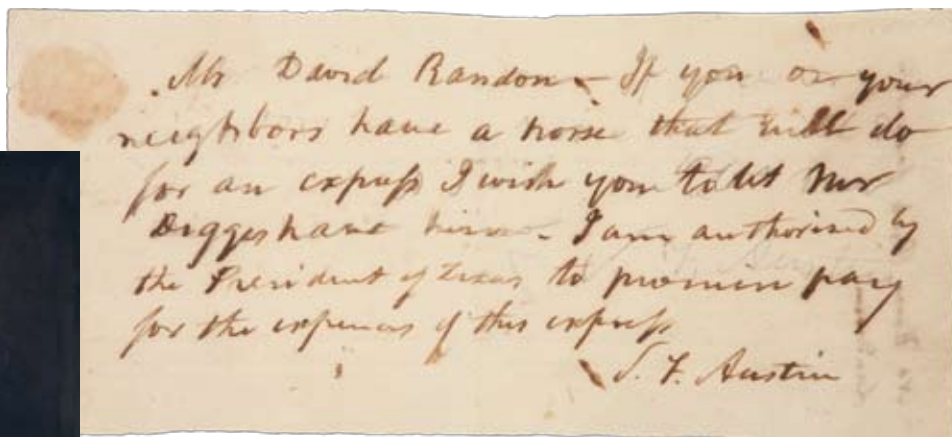 Mr David Randon - If you or your
neighbors have a horse that will do
for an express I wish you to let Mr
Digges have him - I am authorised by
the President of Texas to promise pay
for the expenses of this express
S. F. Austin